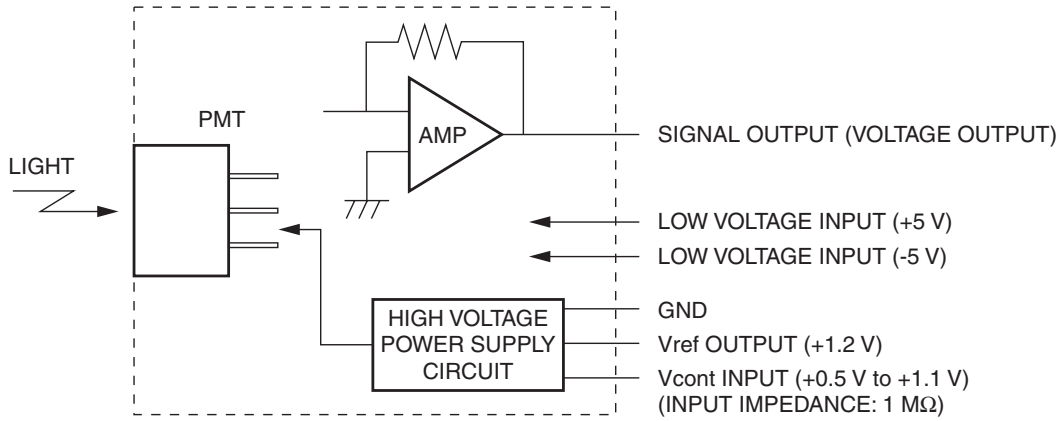 PMT
LIGHT
AMP
SIGNAL OUTPUT (VOLTAGE OUTPUT)
LOW VOLTAGE INPUT (+5 V)
LOW VOLTAGE INPUT (-5 V)
HIGH VOLTAGE
POWER SUPPLY
CIRCUIT
GND
Vref OUTPUT (+1.2 V)
Vcont INPUT (+0.5 V to +1.1 V)
(INPUT IMPEDANCE: 1 MΩ)